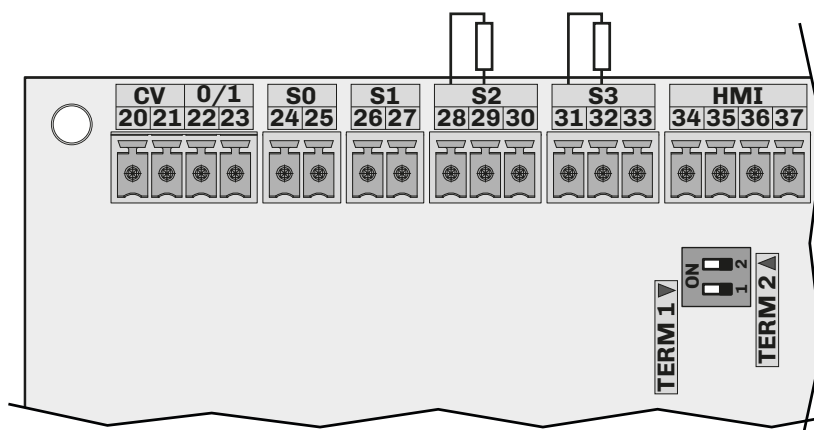 CV 0/1 S0 S1 S2 S3 HMI
20 21 22 23 24 25 26 27 28 29 30 31 32 33 34 35 36 37
ON 1 2
TERM 1
TERM 2